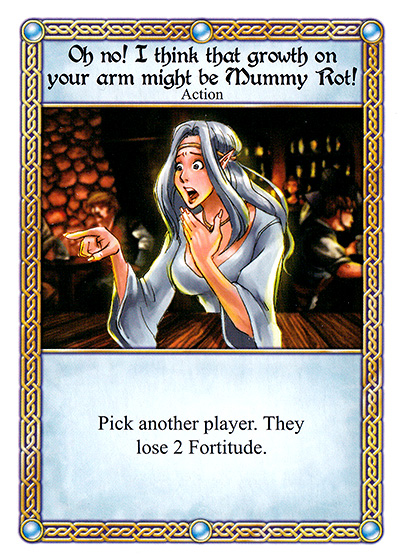 Oh no! I think that growth on
your arm might be Mummy Rot!
Action
Pick another player. They
lose 2 Fortitude.